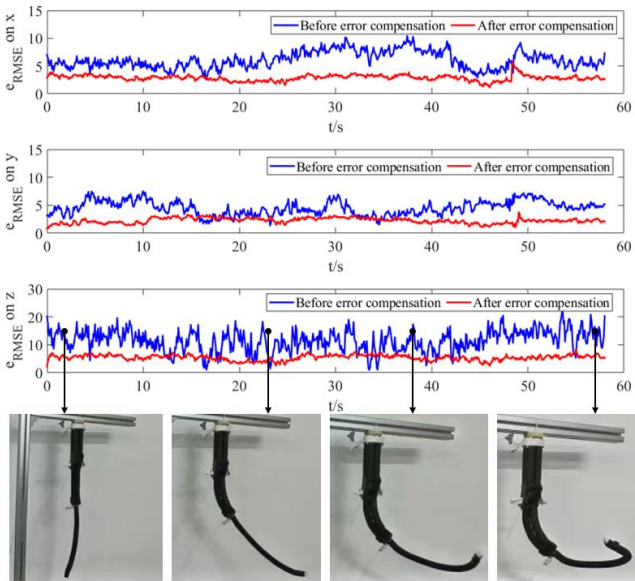 15
10
5
0
e_RMSE on x
Before error compensation After error compensation
0 10 20 30 40 50 60
t/s
15
10
5
0
e_RMSE on y
Before error compensation After error compensation
0 10 20 30 40 50 60
t/s
30
20
10
0
e_RMSE on z
Before error compensation After error compensation
0 10 20 30 40 50 60
t/s